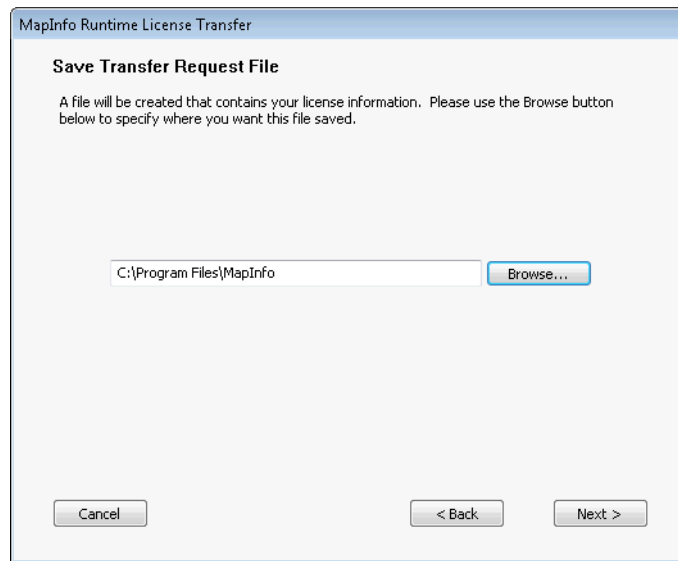 MapInfo Runtime License Transfer
Save Transfer Request File
A file will be created that contains your license information.  Please use the Browse button
below to specify where you want this file saved.
C:\Program Files\MapInfo
Browse...
Cancel
< Back
Next >